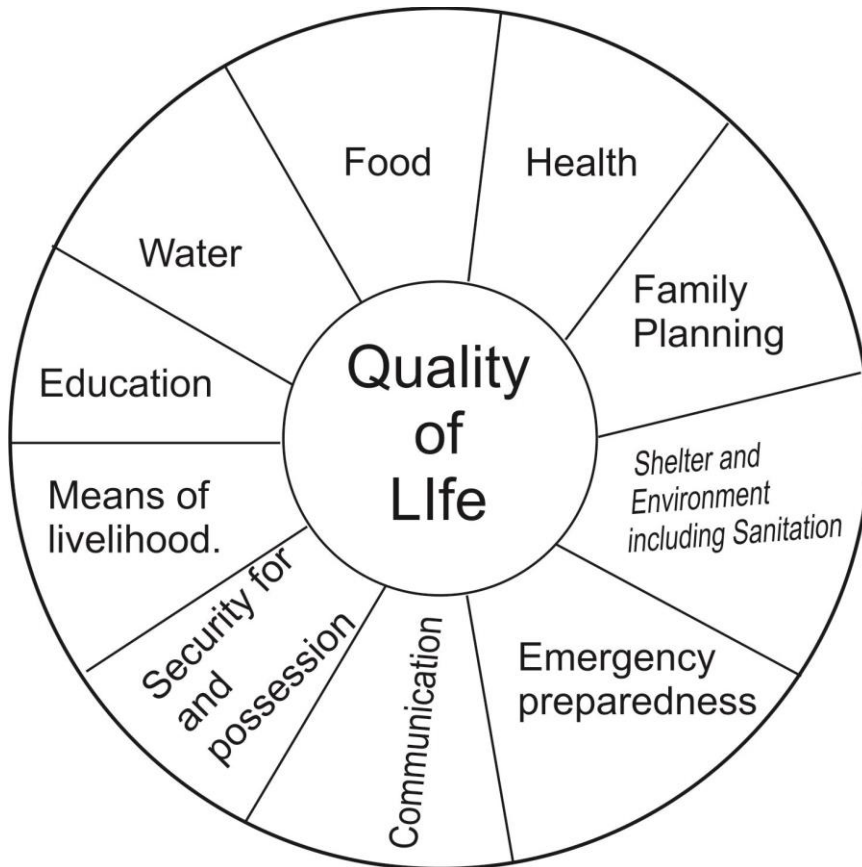 Quality
of
LIfe
Food
Health
Family
Planning
Shelter and
Environment
including Sanitation
Emergency
preparedness
Communication
Security for
and
possession
Means of
livelihood.
Education
Water